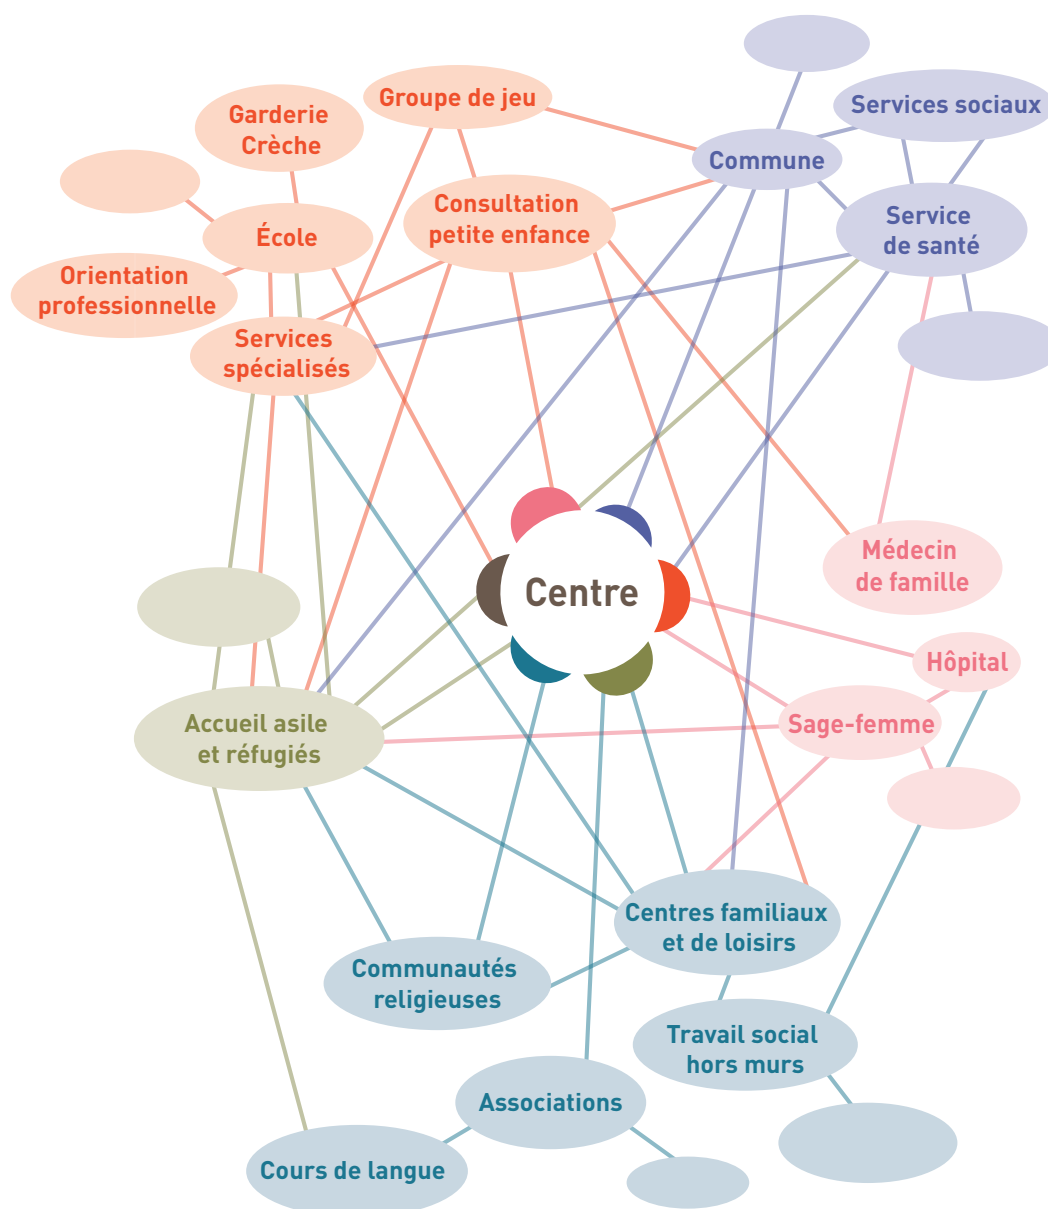 Groupe de jeu
Garderie
Crèche
Services sociaux
Commune
Consultation
petite enfance
Service
de santé
École
Orientation
professionnelle
Services
spécialisés
Médecin
de famille
Centre
Hôpital
Sage-femme
Accueil asile
et réfugiés
Centres familiaux
et de loisirs
Communautés
religieuses
Travail social
hors murs
Associations
Cours de langue